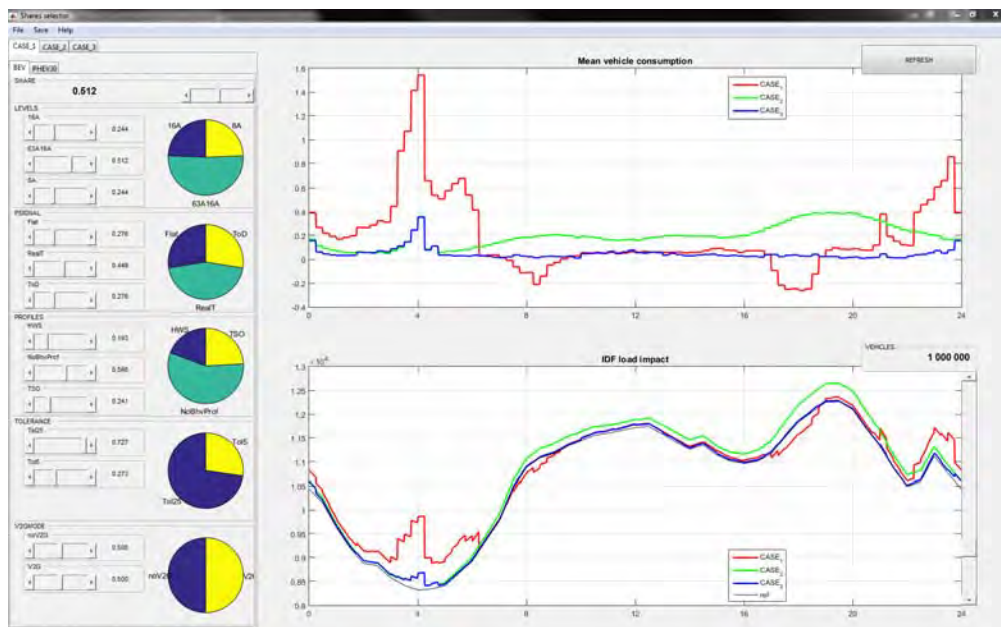 Shares selector
File Save Help
CASE_1 CASE_2 CASE_3
BEV PHEV30
SHARE
0.512
LEVELS
16A
0.244
63A16A
0.512
8A
0.244
16A
8A
63A16A
PSIGNAL
Flat
0.276
RealT
0.448
ToD
0.276
Flat
ToD
RealT
PROFILES
HWS
NoBhvProf
TSO
0.241
HWS
TSO
NoBhvProf
TOLERANCE
Tol25
0.727
Tol5
0.273
Tol5
Tol25
V2GMODE
noV2G
0.500
V2G
0.500
noV2G
V2G
REFRESH
Mean vehicle consumption
CASE₁
CASE₂
CASE₃
1.6
1.4
1.2
1
0.8
0.6
0.4
0.2
0
-0.2
-0.4
0 4 8 12 16 20 24
VEHICLES
1 000 000
IDF load impact
× 10⁴
1.3
1.25
1.2
1.15
1.1
1.05
1
0.95
0.9
0.85
0.8
CASE₁
CASE₂
CASE₃
ref
0 4 8 12 16 20 24